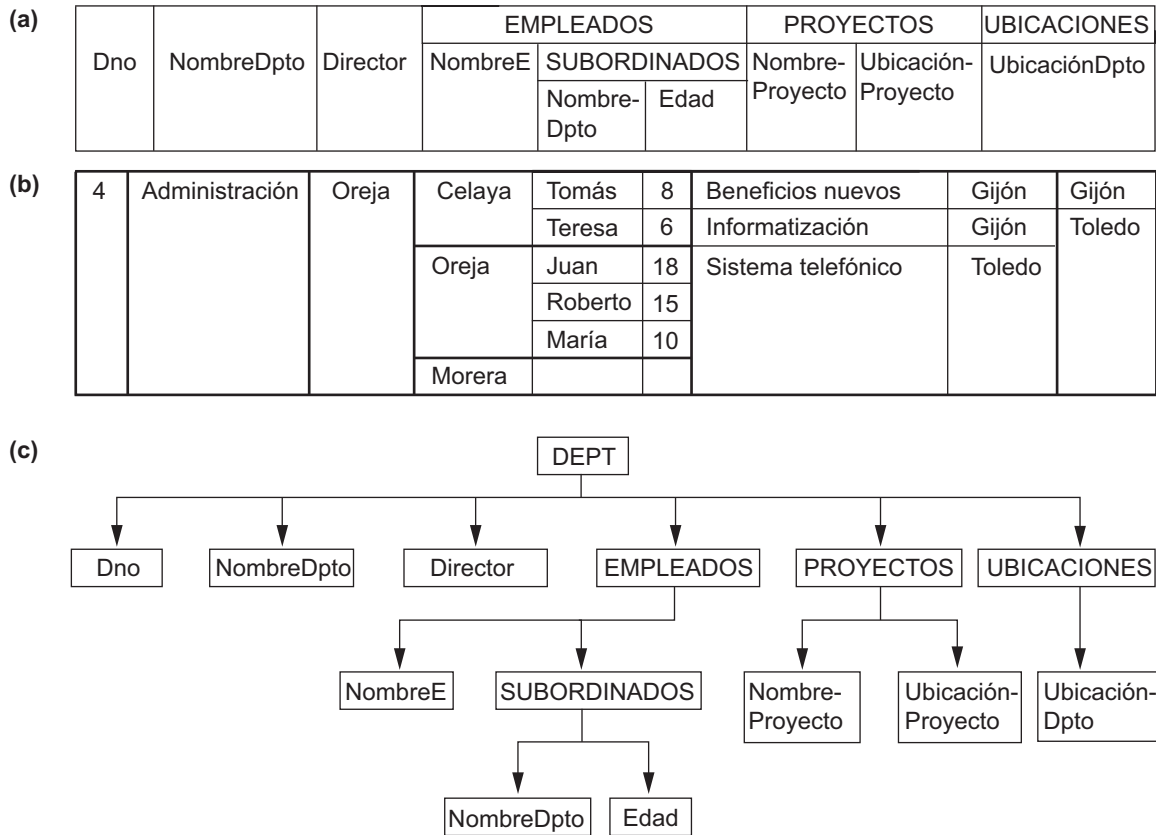 (a)
EMPLEADOS PROYECTOS UBICACIONES
Dno NombreDpto Director NombreE SUBORDINADOS Nombre- Ubicación- UbicaciónDpto
Proyecto Proyecto
Nombre- Edad
Dpto
(b)
4 Administración Oreja Celaya Tomás 8 Beneficios nuevos Gijón Gijón
Teresa 6 Informatización Gijón Toledo
Oreja Juan 18 Sistema telefónico Toledo
Roberto 15
María 10
Morera
(c)
DEPT
Dno NombreDpto Director EMPLEADOS PROYECTOS UBICACIONES
NombreE SUBORDINADOS Nombre- Ubicación- Ubicación-
Proyecto Proyecto Dpto
NombreDpto Edad